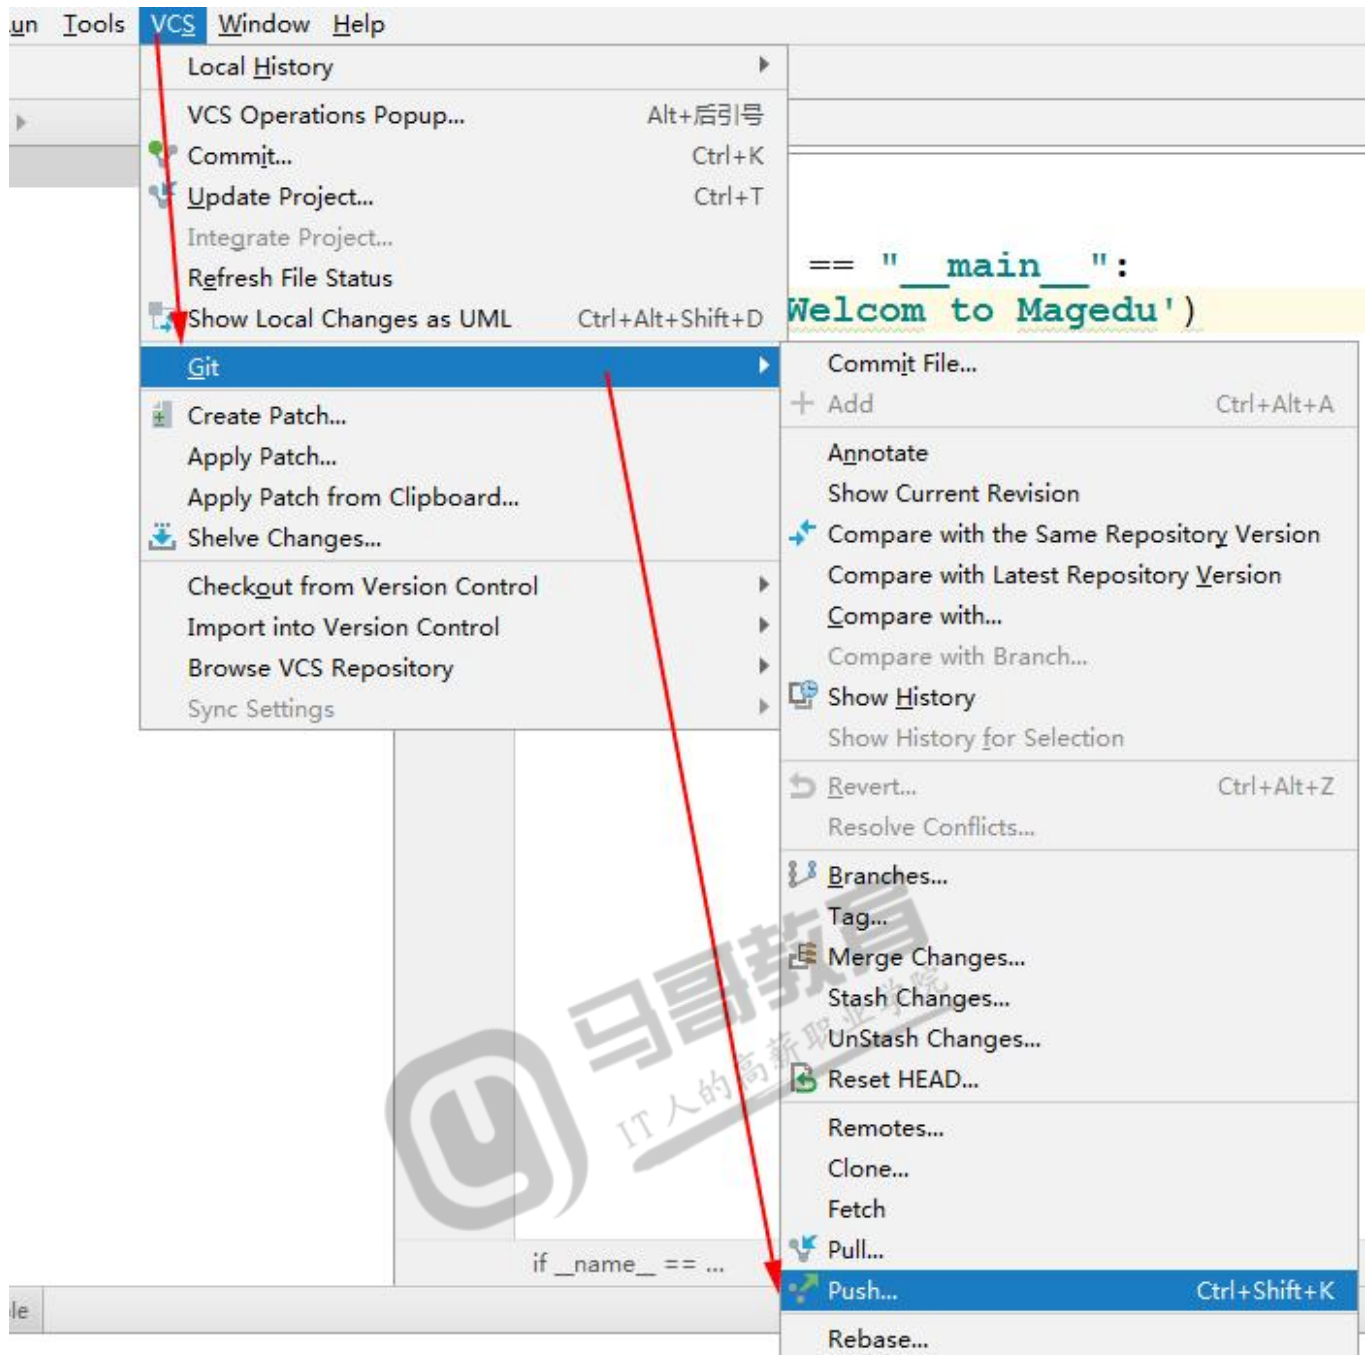 un Tools VCS Window Help
Local History
VCS Operations Popup... Alt+后引号
Commit... Ctrl+K
Update Project... Ctrl+T
Integrate Project...
Refresh File Status
Show Local Changes as UML Ctrl+Alt+Shift+D
Git
Create Patch...
Apply Patch...
Apply Patch from Clipboard...
Shelve Changes...
Checkout from Version Control
Import into Version Control
Browse VCS Repository
Sync Settings
== "__main__":
Welcom to Magedu')
Commit File...
Add Ctrl+Alt+A
Annotate
Show Current Revision
Compare with the Same Repository Version
Compare with Latest Repository Version
Compare with...
Compare with Branch...
Show History
Show History for Selection
Revert... Ctrl+Alt+Z
Resolve Conflicts...
Branches...
Tag...
Merge Changes...
Stash Changes...
UnStash Changes...
Reset HEAD...
Remotes...
Clone...
Fetch
Pull...
Push... Ctrl+Shift+K
Rebase...
马哥教育
IT人的高薪职业学院
if __name__ == ...
le